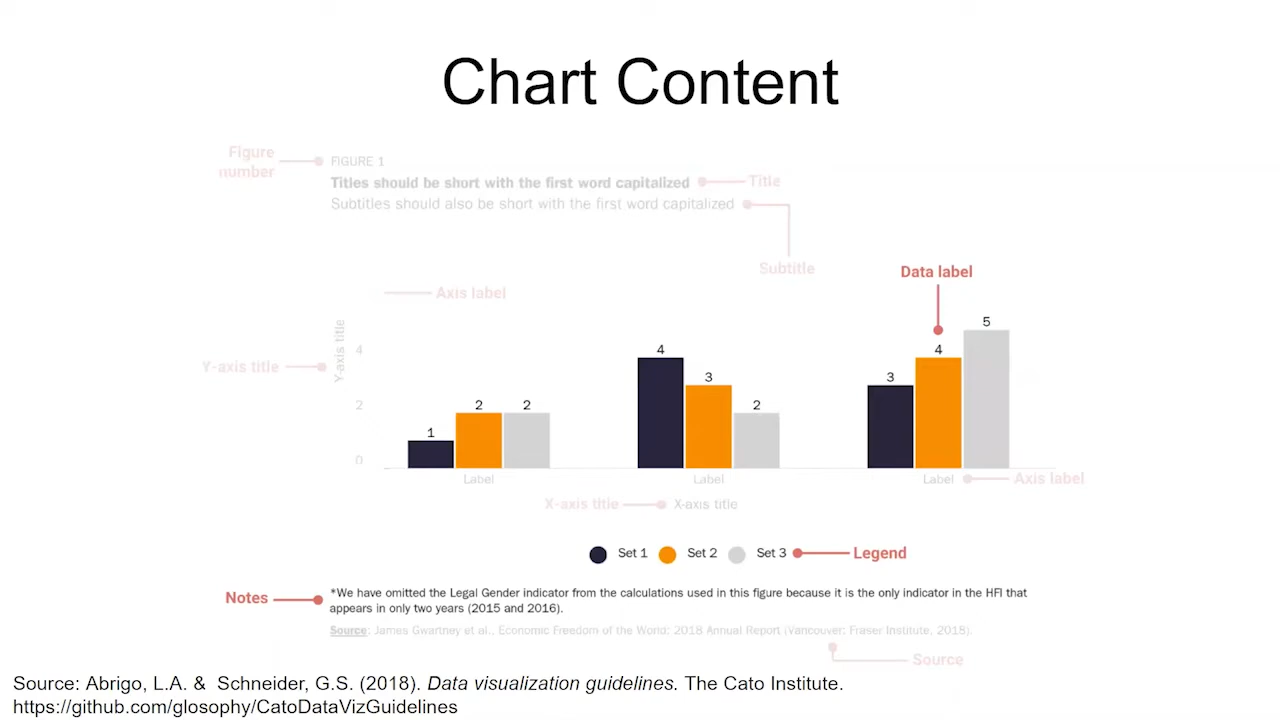 Chart Content
Figure
number
FIGURE 1
Titles should be short with the first word capitalized
Title
Subtitles should also be short with the first word capitalized
Subtitle
Data label
Axis label
Y-axis title
Y-axis title
4
2
0
1
2
2
4
3
2
3
4
5
Label
Label
Label
Axis label
X-axis title
X-axis title
Set 1
Set 2
Set 3
Legend
Notes
*We have omitted the Legal Gender indicator from the calculations used in this figure because it is the only indicator in the HFI that
appears in only two years (2015 and 2016).
Source: James Gwartney et al., Economic Freedom of the World: 2018 Annual Report (Vancouver: Fraser Institute, 2018).
Source
Source: Abrigo, L.A. & Schneider, G.S. (2018). Data visualization guidelines. The Cato Institute.
https://github.com/glosophy/CatoDataVizGuidelines